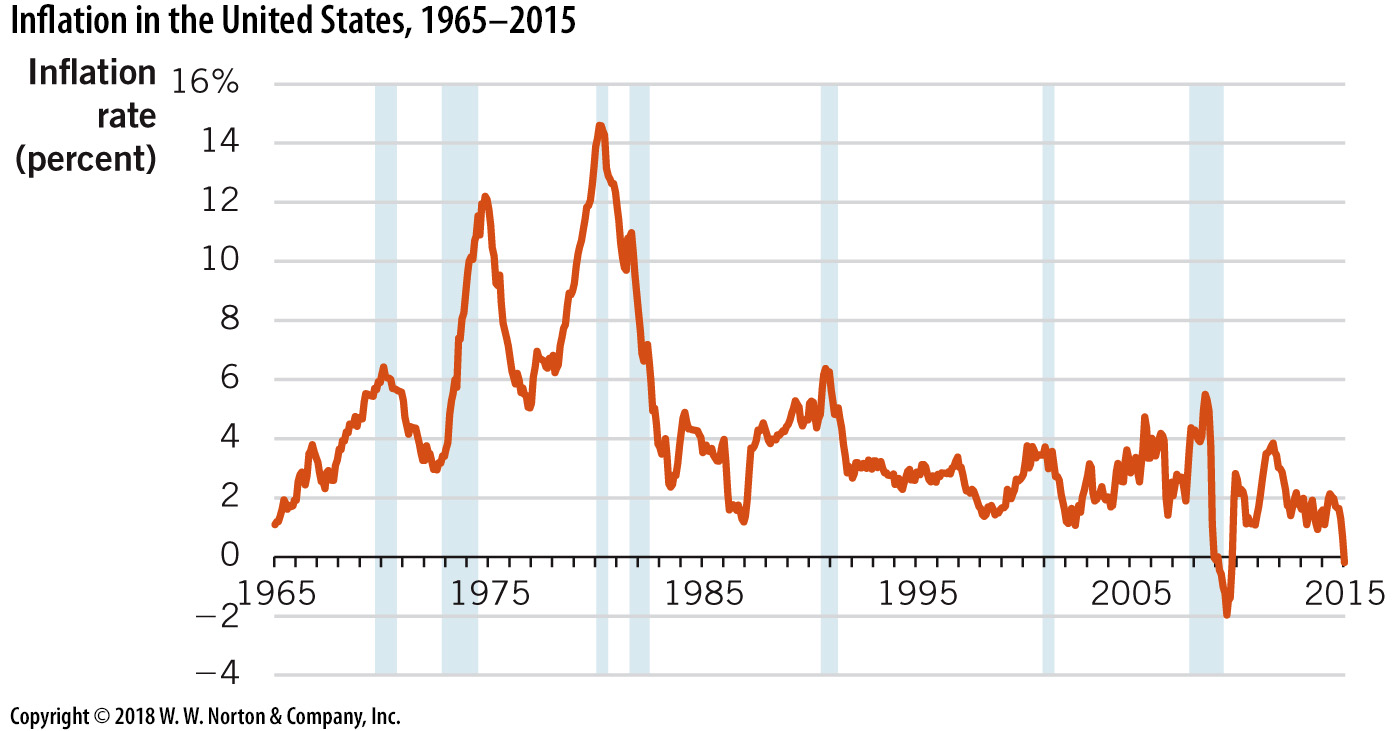 Inflation in the United States, 1965–2015
Inflation
rate
(percent)
16%
14
12
10
8
6
4
2
0
−2
−4
1965 1975 1985 1995 2005 2015
Copyright © 2018 W. W. Norton & Company, Inc.